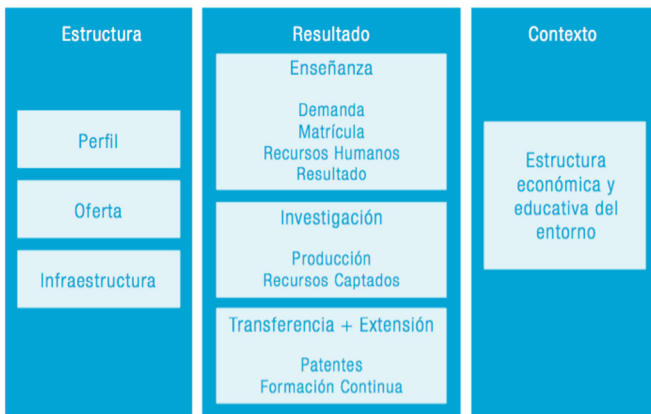 Estructura
Perfil
Oferta
Infraestructura
Resultado
Enseñanza
Demanda
Matrícula
Recursos Humanos
Resultado
Investigación
Producción
Recursos Captados
Transferencia + Extensión
Patentes
Formación Continua
Contexto
Estructura
económica y
educativa del
entorno